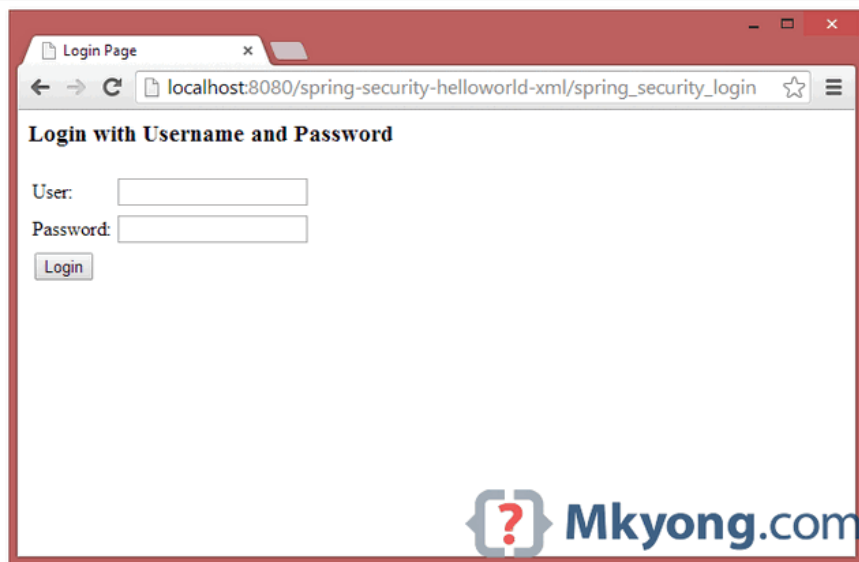 Login Page
localhost:8080/spring-security-helloworld-xml/spring_security_login
Login with Username and Password
User:
Password:
Login
Mkyong.com